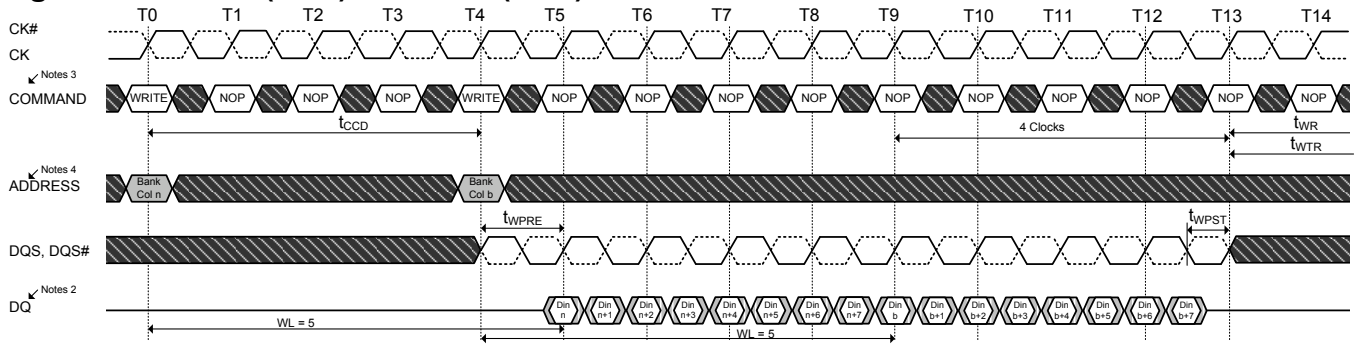 T0 T1 T2 T3 T4 T5 T6 T7 T8 T9 T10 T11 T12 T13 T14
CK#
CK
Notes 3
COMMAND WRITE NOP NOP NOP WRITE NOP NOP NOP NOP NOP NOP NOP NOP NOP NOP
tCCD 4 Clocks tWR
tWTR
Notes 4
ADDRESS Bank Col n Bank Col b
tWPRE tWPST
DQS, DQS#
Notes 2
DQ Din n Din n+1 Din n+2 Din n+3 Din n+4 Din n+5 Din n+6 Din n+7 Din b Din b+1 Din b+2 Din b+3 Din b+4 Din b+5 Din b+6 Din b+7
WL = 5 WL = 5